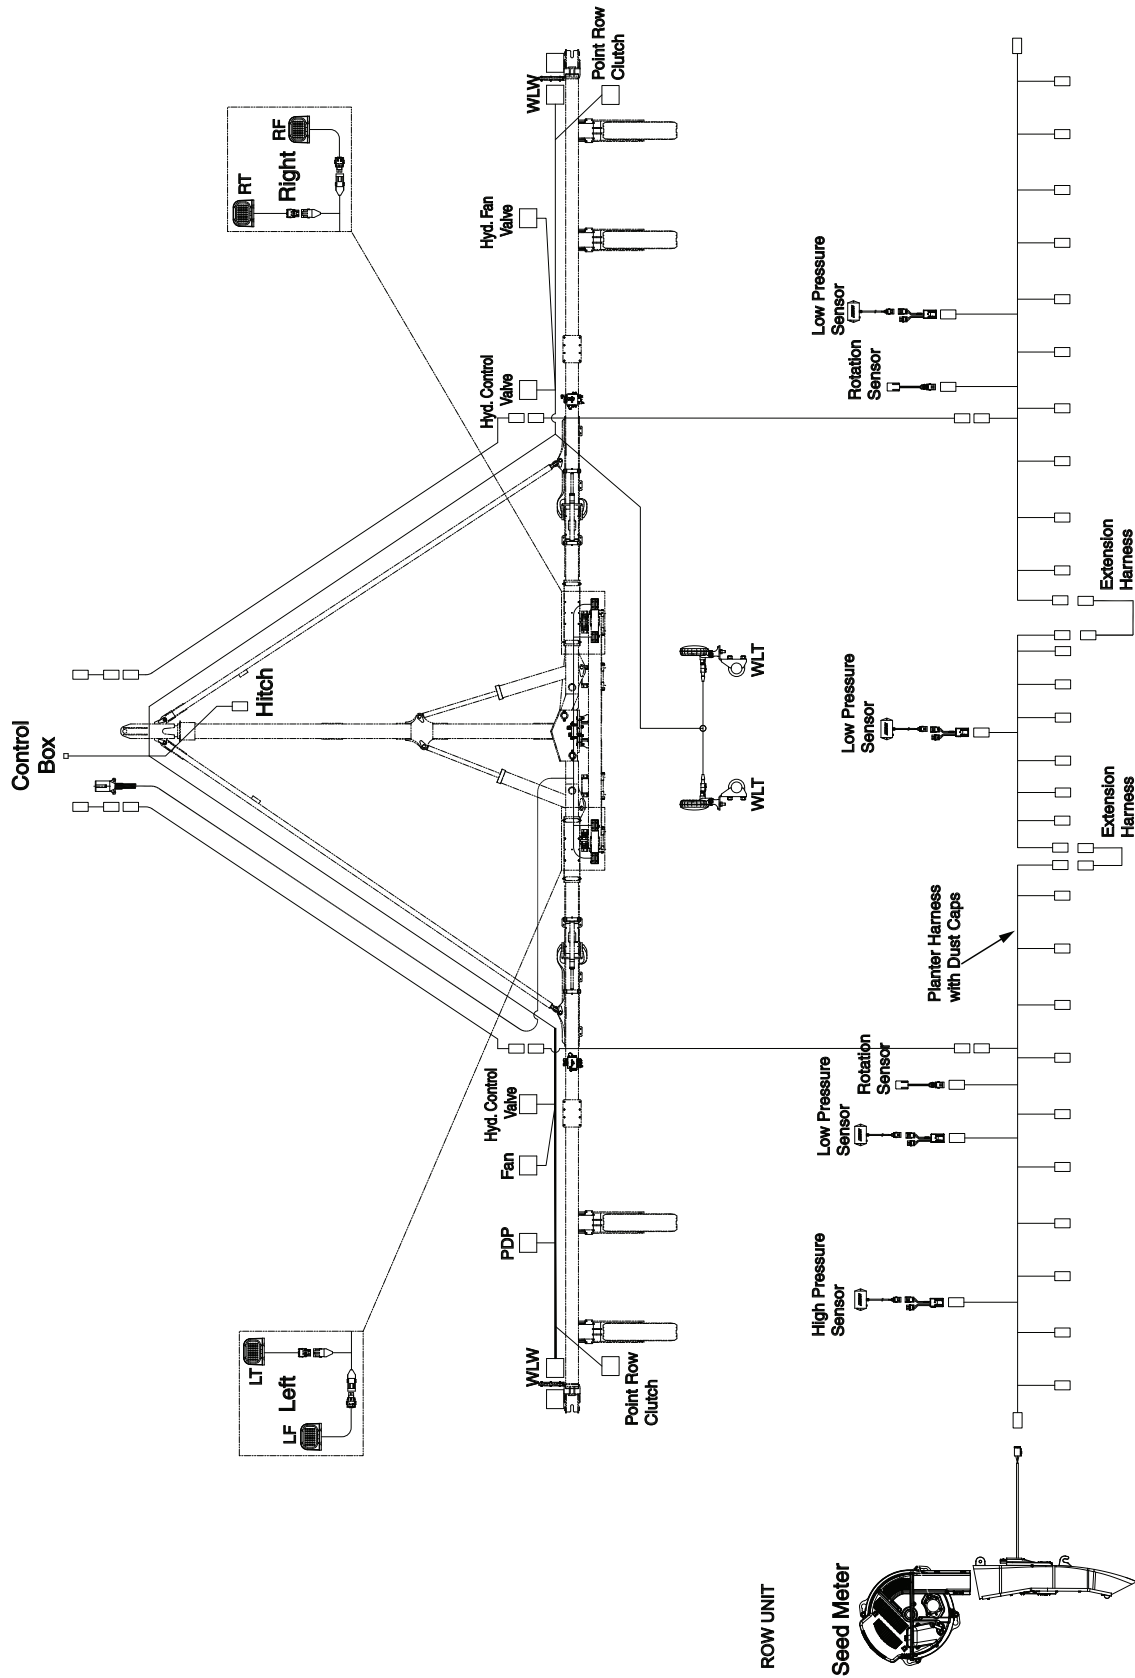 Control
Box
Hitch
RT
RF
Right
WLW
Point Row
Clutch
Hyd. Fan
Valve
Hyd. Control
Valve
WLT
WLT
LT
LF
Left
Hyd. Control
Valve
Fan
PDP
WLW
Point Row
Clutch
Low Pressure
Sensor
Rotation
Sensor
Extension
Harness
Low Pressure
Sensor
Extension
Harness
Planter Harness
with Dust Caps
Rotation
Sensor
Low Pressure
Sensor
High Pressure
Sensor
ROW UNIT
Seed Meter